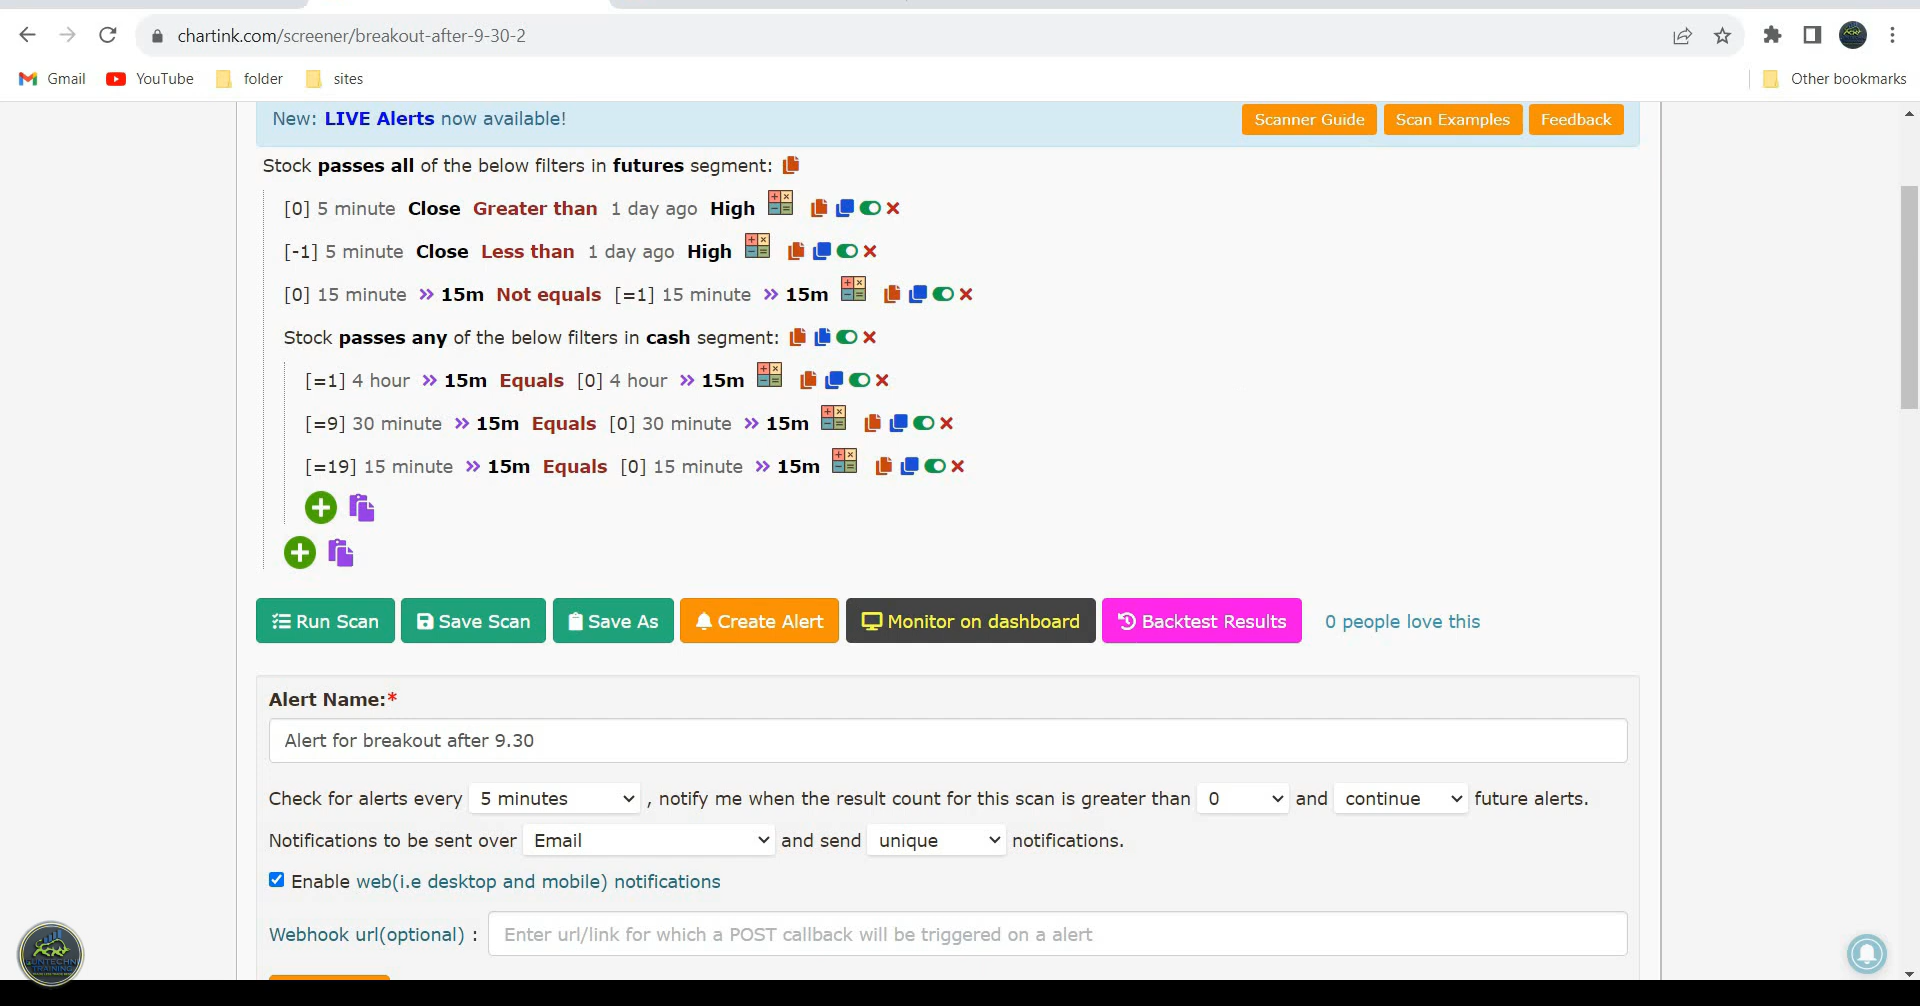 chartink.com/screener/breakout-after-9-30-2
Gmail YouTube folder sites Other bookmarks
New: LIVE Alerts now available! Scanner Guide Scan Examples Feedback
Stock passes all of the below filters in futures segment:
[0] 5 minute Close Greater than 1 day ago High
[-1] 5 minute Close Less than 1 day ago High
[0] 15 minute » 15m Not equals [=1] 15 minute » 15m
Stock passes any of the below filters in cash segment:
[=1] 4 hour » 15m Equals [0] 4 hour » 15m
[=9] 30 minute » 15m Equals [0] 30 minute » 15m
[=19] 15 minute » 15m Equals [0] 15 minute » 15m
Run Scan Save Scan Save As Create Alert Monitor on dashboard Backtest Results 0 people love this
Alert Name:*
Alert for breakout after 9.30
Check for alerts every 5 minutes , notify me when the result count for this scan is greater than 0 and continue future alerts.
Notifications to be sent over Email and send unique notifications.
Enable web(i.e desktop and mobile) notifications
Webhook url(optional) : Enter url/link for which a POST callback will be triggered on a alert
TRAINING